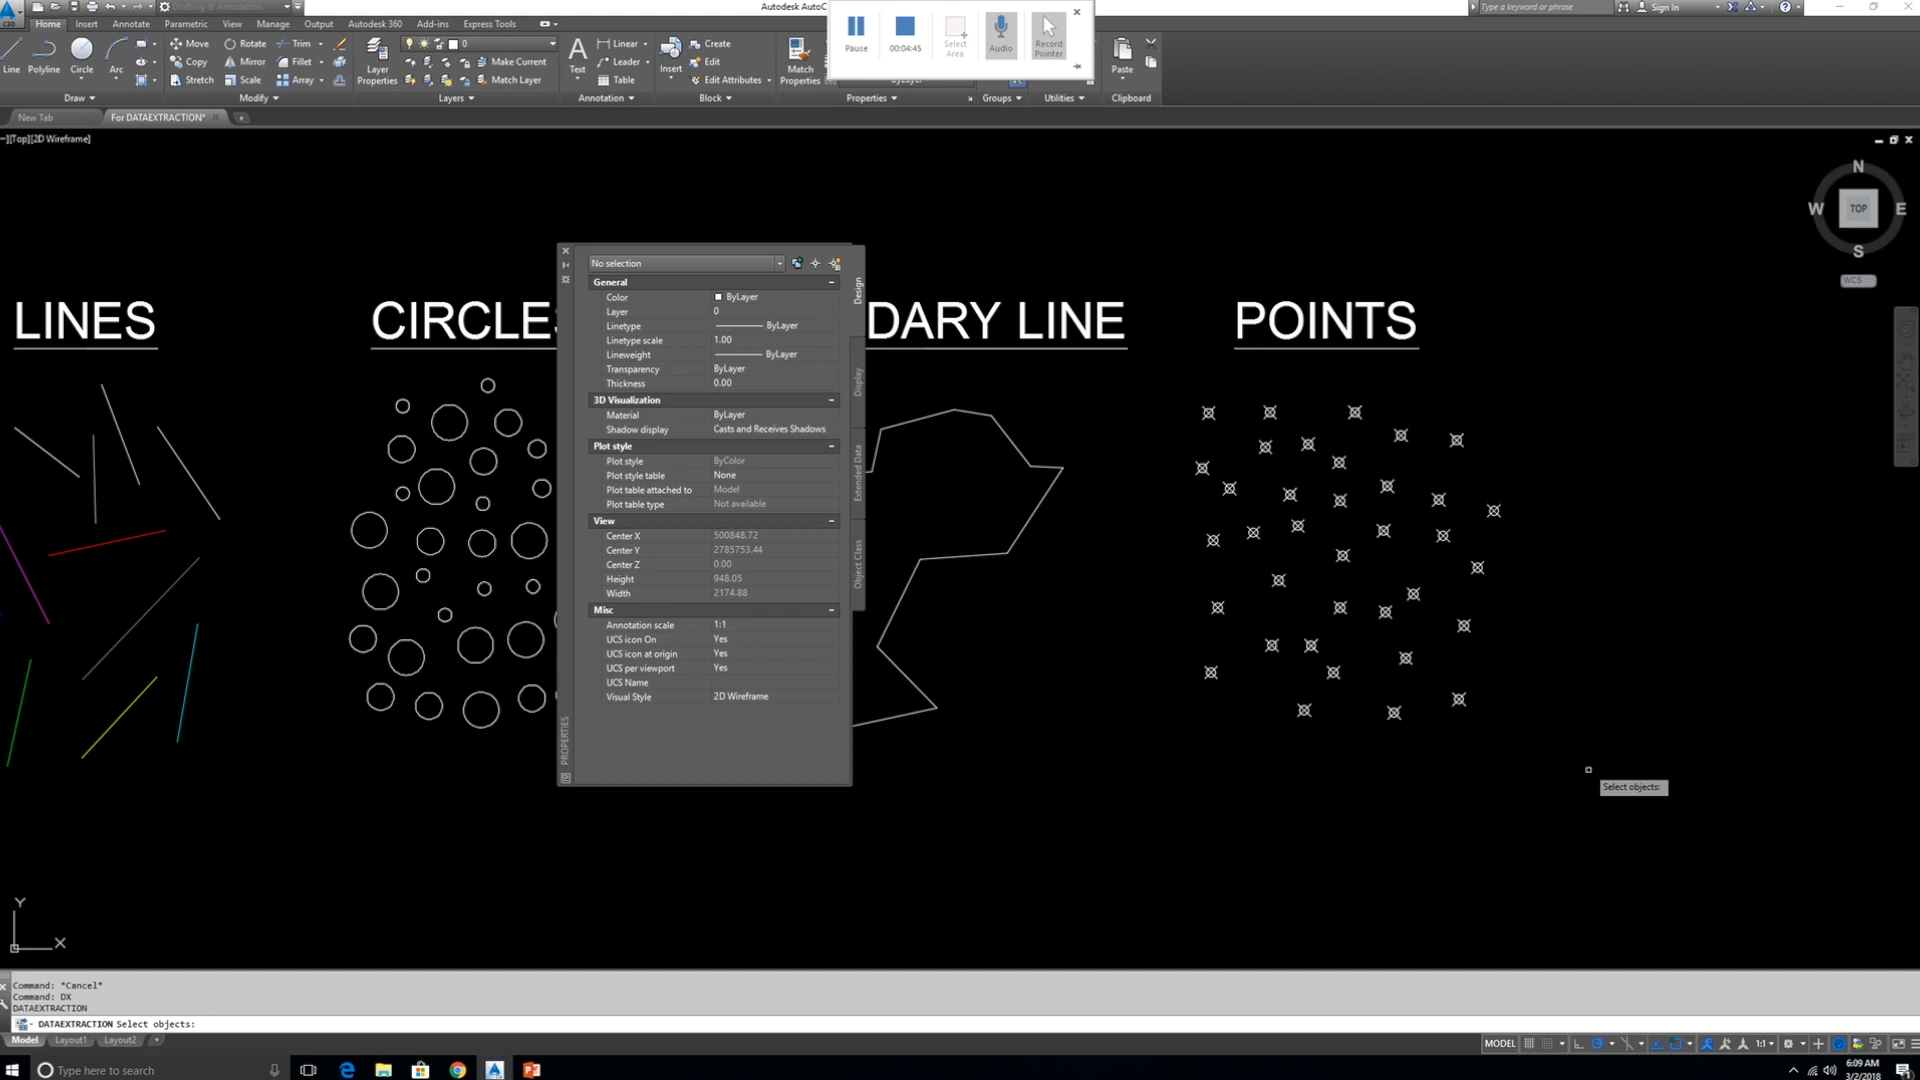 Drafting & Annotation
Autodesk AutoC
Type a keyword or phrase
Sign In
Home Insert Annotate Parametric View Manage Output Autodesk 360 Add-ins Express Tools
C3D
Line Polyline Circle Arc
Move Rotate Trim
Copy Mirror Fillet
Stretch Scale Array
Layer Properties
0
Make Current
Match Layer
Text
Linear
Leader
Table
Insert
Create
Edit
Edit Attributes
Match Properties
Pause
00:04:45
Select Area
Audio
Record Pointer
Paste
Draw Modify Layers Annotation Block Properties Groups Utilities Clipboard
New Tab
For DATAEXTRACTION*
[Top][2D Wireframe]
N
W TOP E
S
WCS
LINES
CIRCLES
DARY LINE
POINTS
No selection
General
Color ByLayer
Layer 0
Linetype ByLayer
Linetype scale 1.00
Lineweight ByLayer
Transparency ByLayer
Thickness 0.00
3D Visualization
Material ByLayer
Shadow display Casts and Receives Shadows
Plot style
Plot style ByColor
Plot style table None
Plot table attached to Model
Plot table type Not available
View
Center X 500848.72
Center Y 2785753.44
Center Z 0.00
Height 948.05
Width 2174.88
Misc
Annotation scale 1:1
UCS icon On Yes
UCS icon at origin Yes
UCS per viewport Yes
UCS Name
Visual Style 2D Wireframe
PROPERTIES
Design
Display
Extended Data
Object Class
Select objects:
Y
X
Command: *Cancel*
Command: DX
DATAEXTRACTION
DATAEXTRACTION Select objects:
Model Layout1 Layout2
MODEL
1:1
Type here to search
6:09 AM
3/2/2018